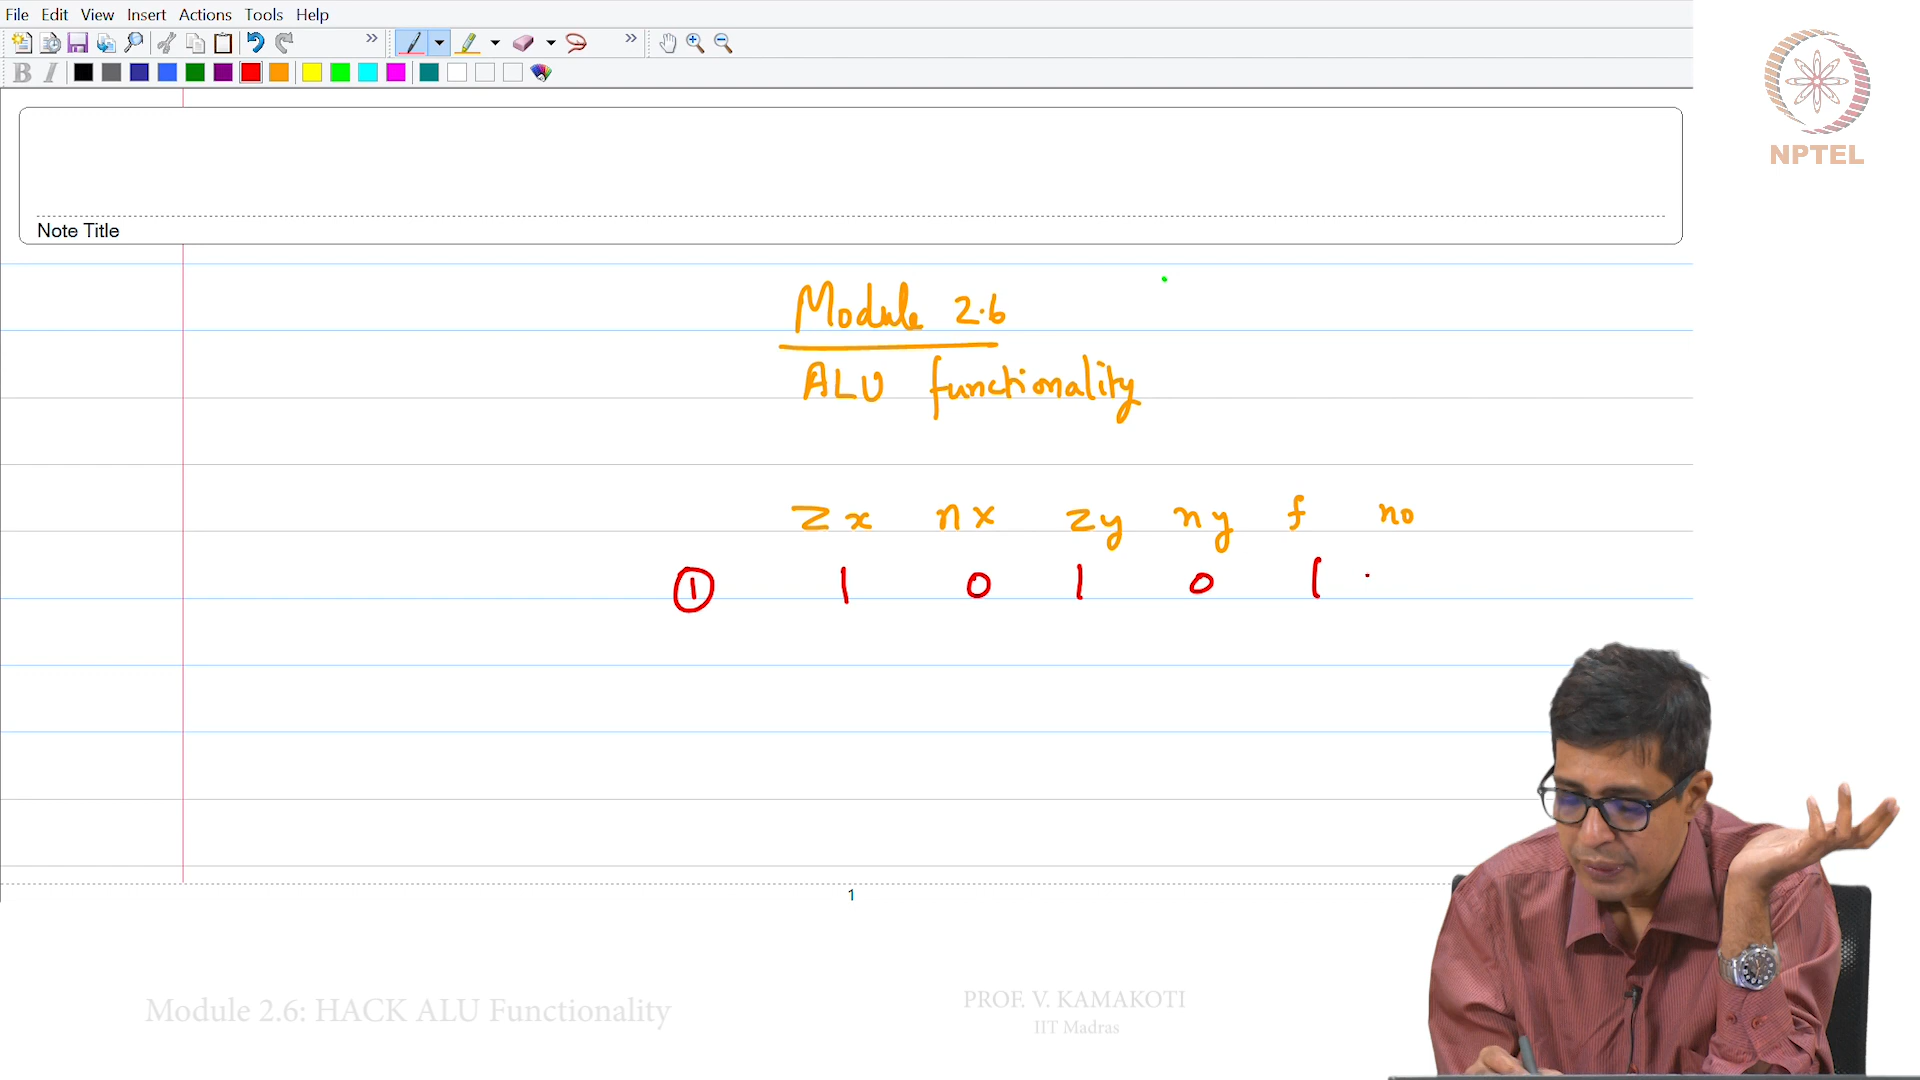 File Edit View Insert Actions Tools Help
B I
NPTEL
Note Title
Module 2.6
ALU functionality
zx nx zy ny f no
① 1 0 1 0 1
1
Module 2.6: HACK ALU Functionality
PROF. V. KAMAKOTI
IIT Madras